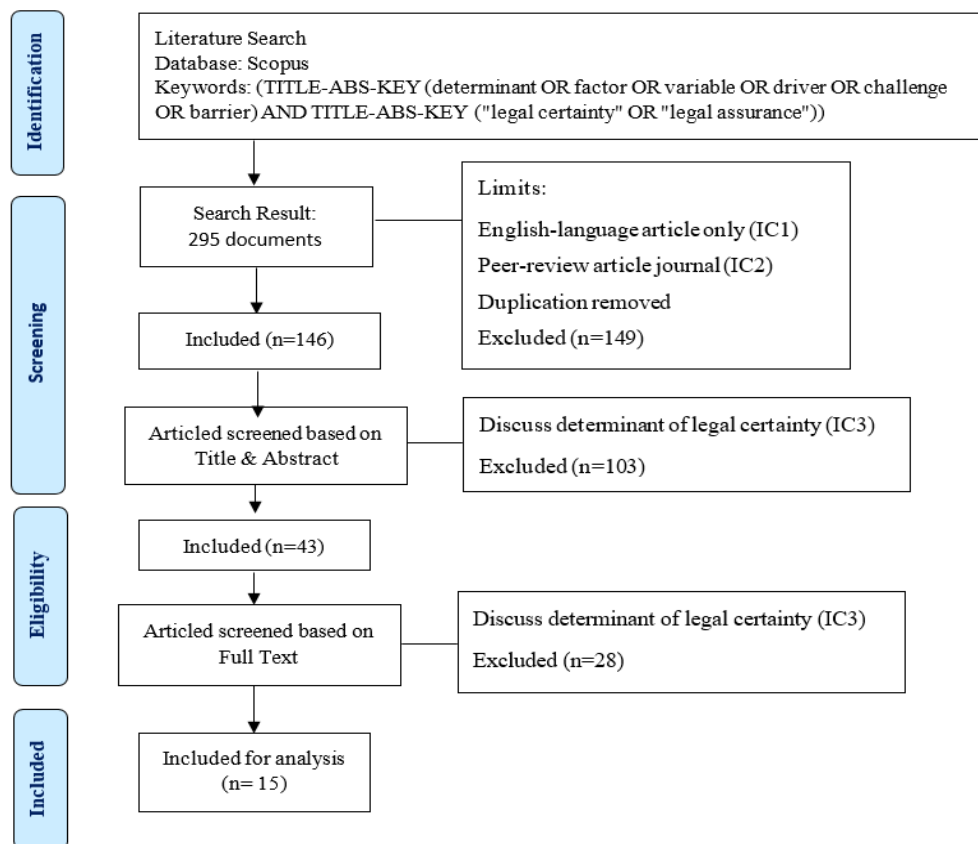 Identification
Literature Search
Database: Scopus
Keywords: (TITLE-ABS-KEY (determinant OR factor OR variable OR driver OR challenge
OR barrier) AND TITLE-ABS-KEY ("legal certainty" OR "legal assurance"))
Screening
Search Result:
295 documents
Limits:
English-language article only (IC1)
Peer-review article journal (IC2)
Duplication removed
Excluded (n=149)
Included (n=146)
Articled screened based on
Title & Abstract
Discuss determinant of legal certainty (IC3)
Excluded (n=103)
Eligibility
Included (n=43)
Articled screened based on
Full Text
Discuss determinant of legal certainty (IC3)
Excluded (n=28)
Included
Included for analysis
(n= 15)